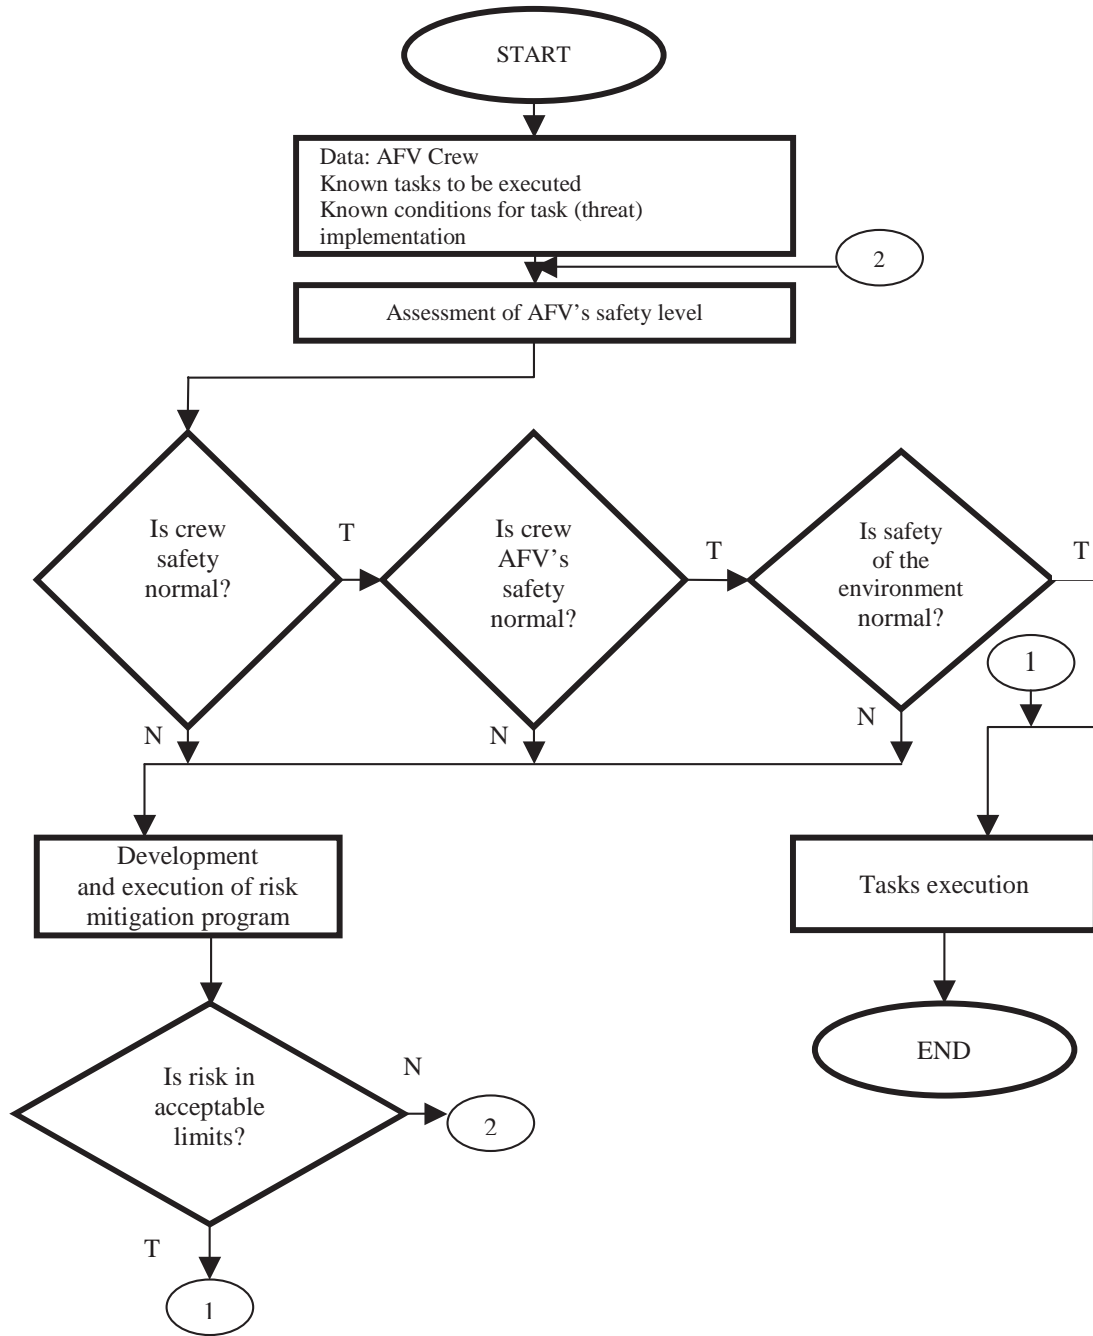 START
Data: AFV Crew
Known tasks to be executed
Known conditions for task (threat)
implementation
2
Assessment of AFV’s safety level
Is crew
safety
normal?
T
Is crew
AFV’s
safety
normal?
T
Is safety
of the
environment
normal?
T
1
N
N
N
Development
and execution of risk
mitigation program
Tasks execution
Is risk in
acceptable
limits?
N
2
END
T
1